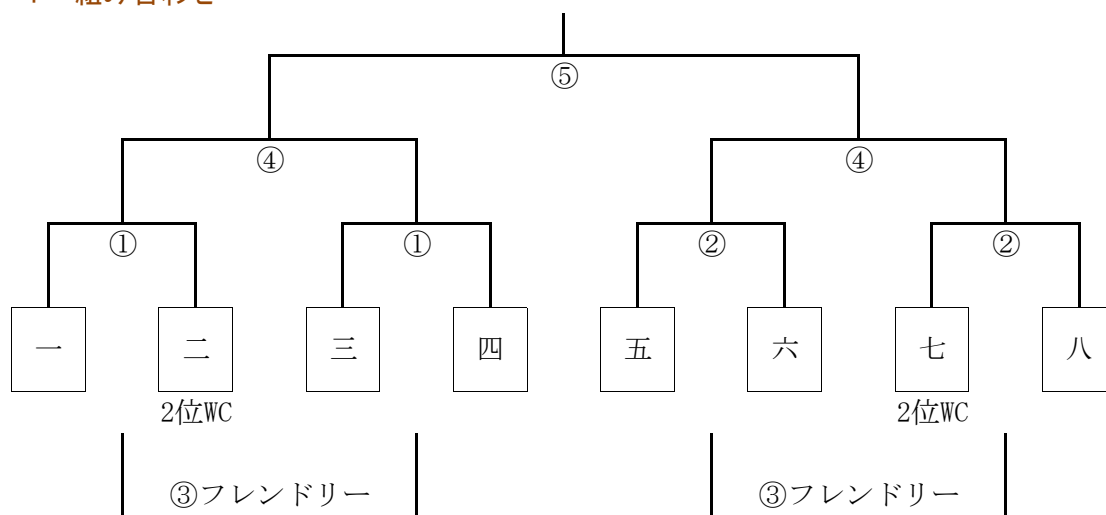 組み合わせ
⑤
④ ④
① ① ② ②
一 二 三 四 五 六 七 八
2位WC 2位WC
③フレンドリー ③フレンドリー